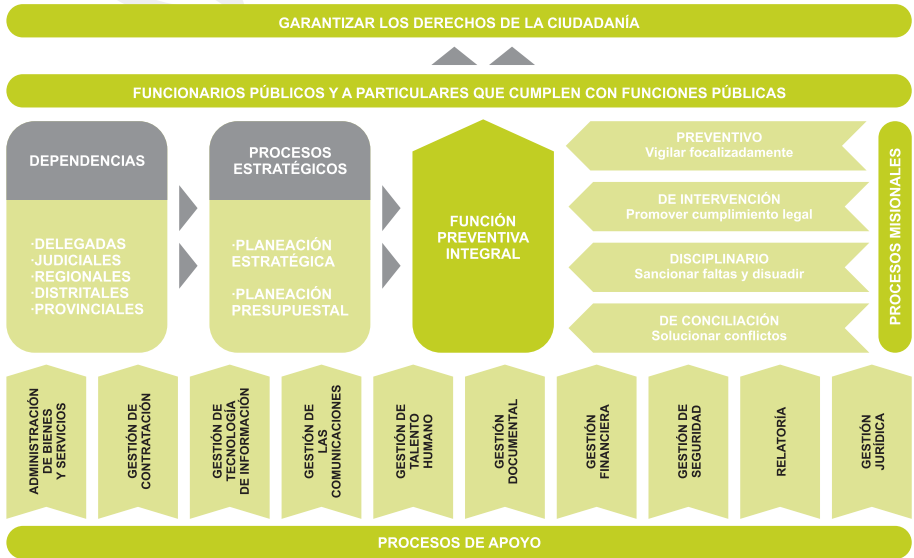 GARANTIZAR LOS DERECHOS DE LA CIUDADANÍA
FUNCIONARIOS PÚBLICOS Y A PARTICULARES QUE CUMPLEN CON FUNCIONES PÚBLICAS
DEPENDENCIAS
·DELEGADAS
·JUDICIALES
·REGIONALES
·DISTRITALES
·PROVINCIALES
PROCESOS
ESTRATÉGICOS
·PLANEACIÓN
ESTRATÉGICA
·PLANEACIÓN
PRESUPUESTAL
FUNCIÓN
PREVENTIVA
INTEGRAL
PREVENTIVO
Vigilar focalizadamente
DE INTERVENCIÓN
Promover cumplimiento legal
DISCIPLINARIO
Sancionar faltas y disuadir
DE CONCILIACIÓN
Solucionar conflictos
PROCESOS MISIONALES
ADMINISTRACIÓN
DE BIENES
Y SERVICIOS
GESTIÓN DE
CONTRATACIÓN
GESTIÓN DE
TECNOLOGÍA
DE INFORMACIÓN
GESTIÓN DE
LAS
COMUNICACIONES
GESTIÓN DE
TALENTO
HUMANO
GESTIÓN
DOCUMENTAL
GESTIÓN
FINANCIERA
GESTIÓN DE
SEGURIDAD
RELATORÍA
GESTIÓN
JURÍDICA
PROCESOS DE APOYO